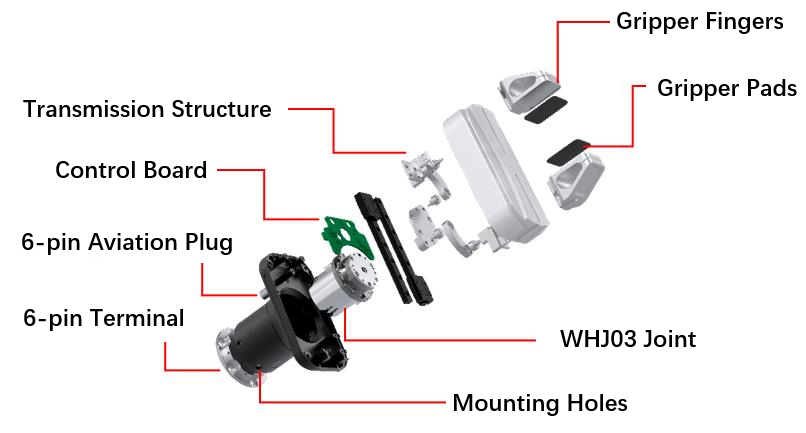 Gripper Fingers
Gripper Pads
Transmission Structure
Control Board
6-pin Aviation Plug
6-pin Terminal
WHJ03 Joint
Mounting Holes